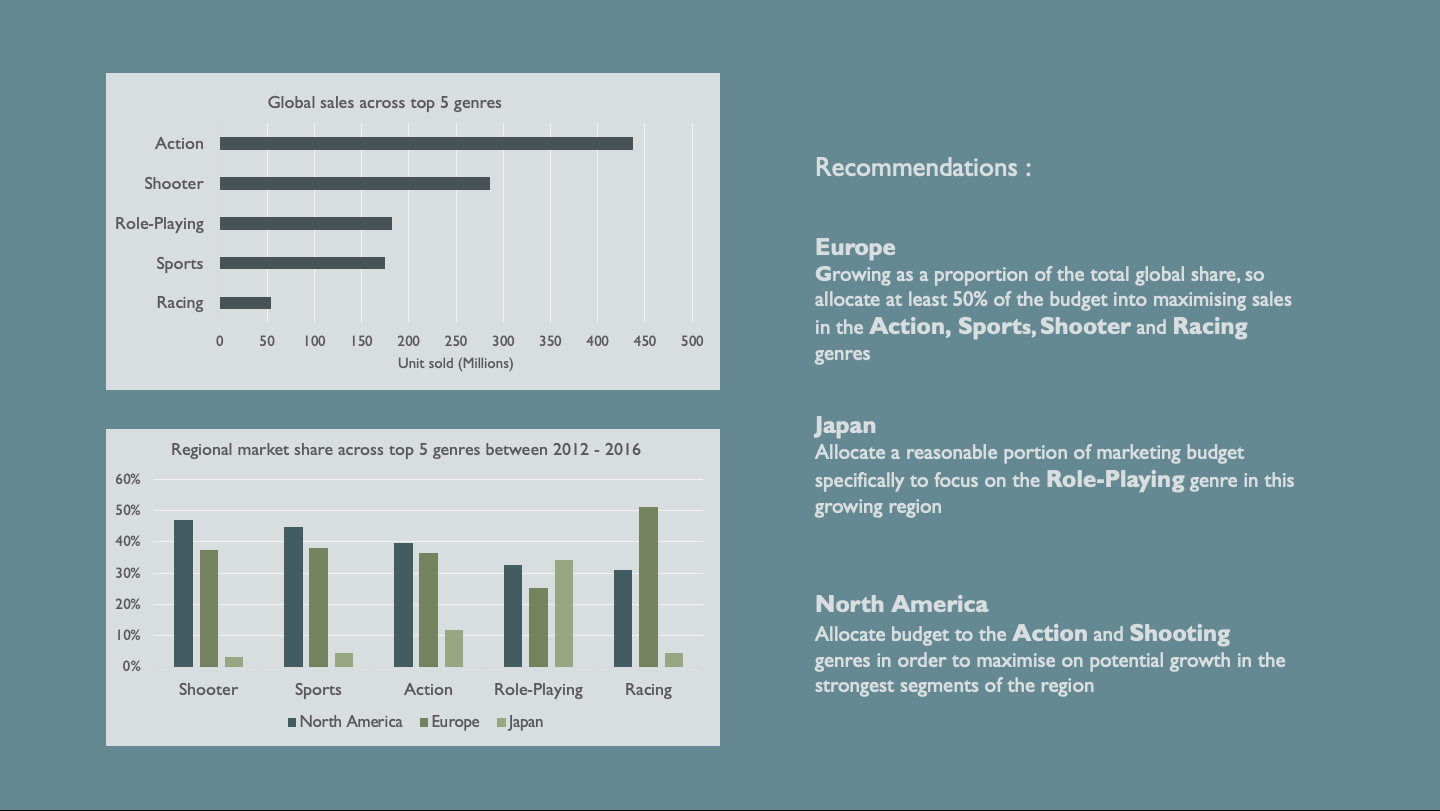 Global sales across top 5 genres
Action
Shooter
Role-Playing
Sports
Racing
0 50 100 150 200 250 300 350 400 450 500
Unit sold (Millions)
Regional market share across top 5 genres between 2012 - 2016
60%
50%
40%
30%
20%
10%
0%
Shooter Sports Action Role-Playing Racing
North America Europe Japan
Recommendations :
Europe
Growing as a proportion of the total global share, so
allocate at least 50% of the budget into maximising sales
in the Action, Sports, Shooter and Racing
genres
Japan
Allocate a reasonable portion of marketing budget
specifically to focus on the Role-Playing genre in this
growing region
North America
Allocate budget to the Action and Shooting
genres in order to maximise on potential growth in the
strongest segments of the region